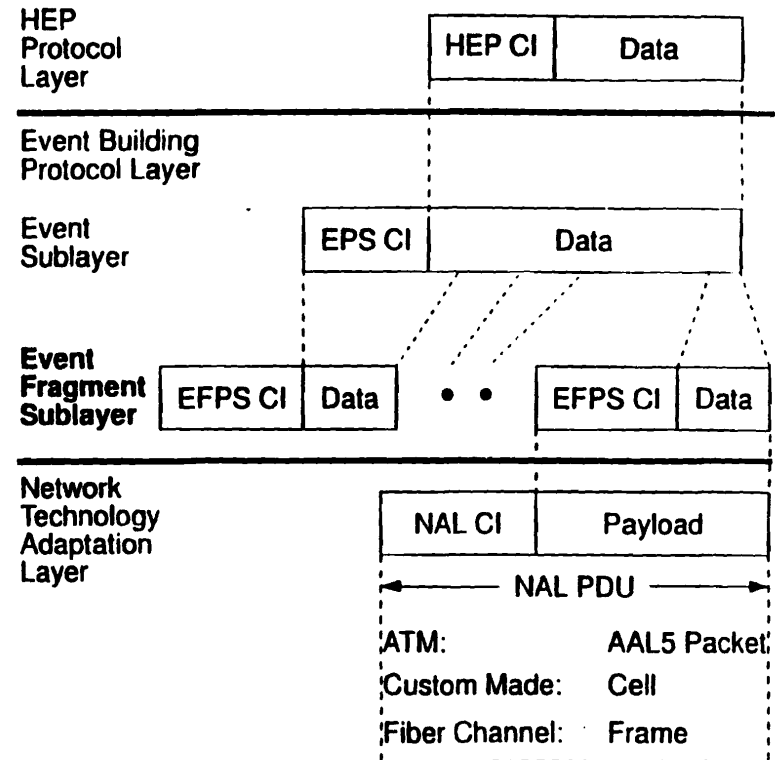 HEP
Protocol
Layer
HEP CI Data
Event Building
Protocol Layer
Event
Sublayer
EPS CI Data
Event
Fragment
Sublayer
EFPS CI Data • • EFPS CI Data
Network
Technology
Adaptation
Layer
NAL CI Payload
NAL PDU
ATM: AAL5 Packet
Custom Made: Cell
Fiber Channel: Frame